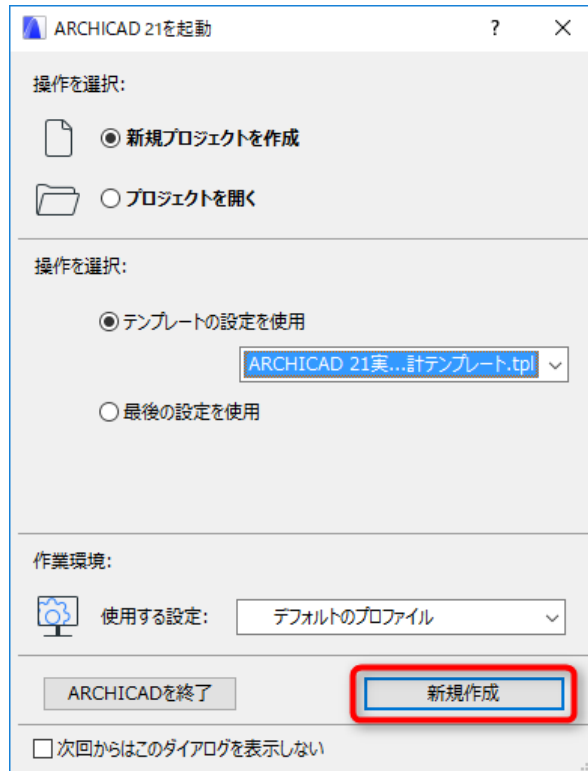 ARCHICAD 21を起動
操作を選択:
新規プロジェクトを作成
プロジェクトを開く
操作を選択:
テンプレートの設定を使用
ARCHICAD 21実...計テンプレート.tpl
最後の設定を使用
作業環境:
使用する設定: デフォルトのプロファイル
ARCHICADを終了 新規作成
次回からはこのダイアログを表示しない